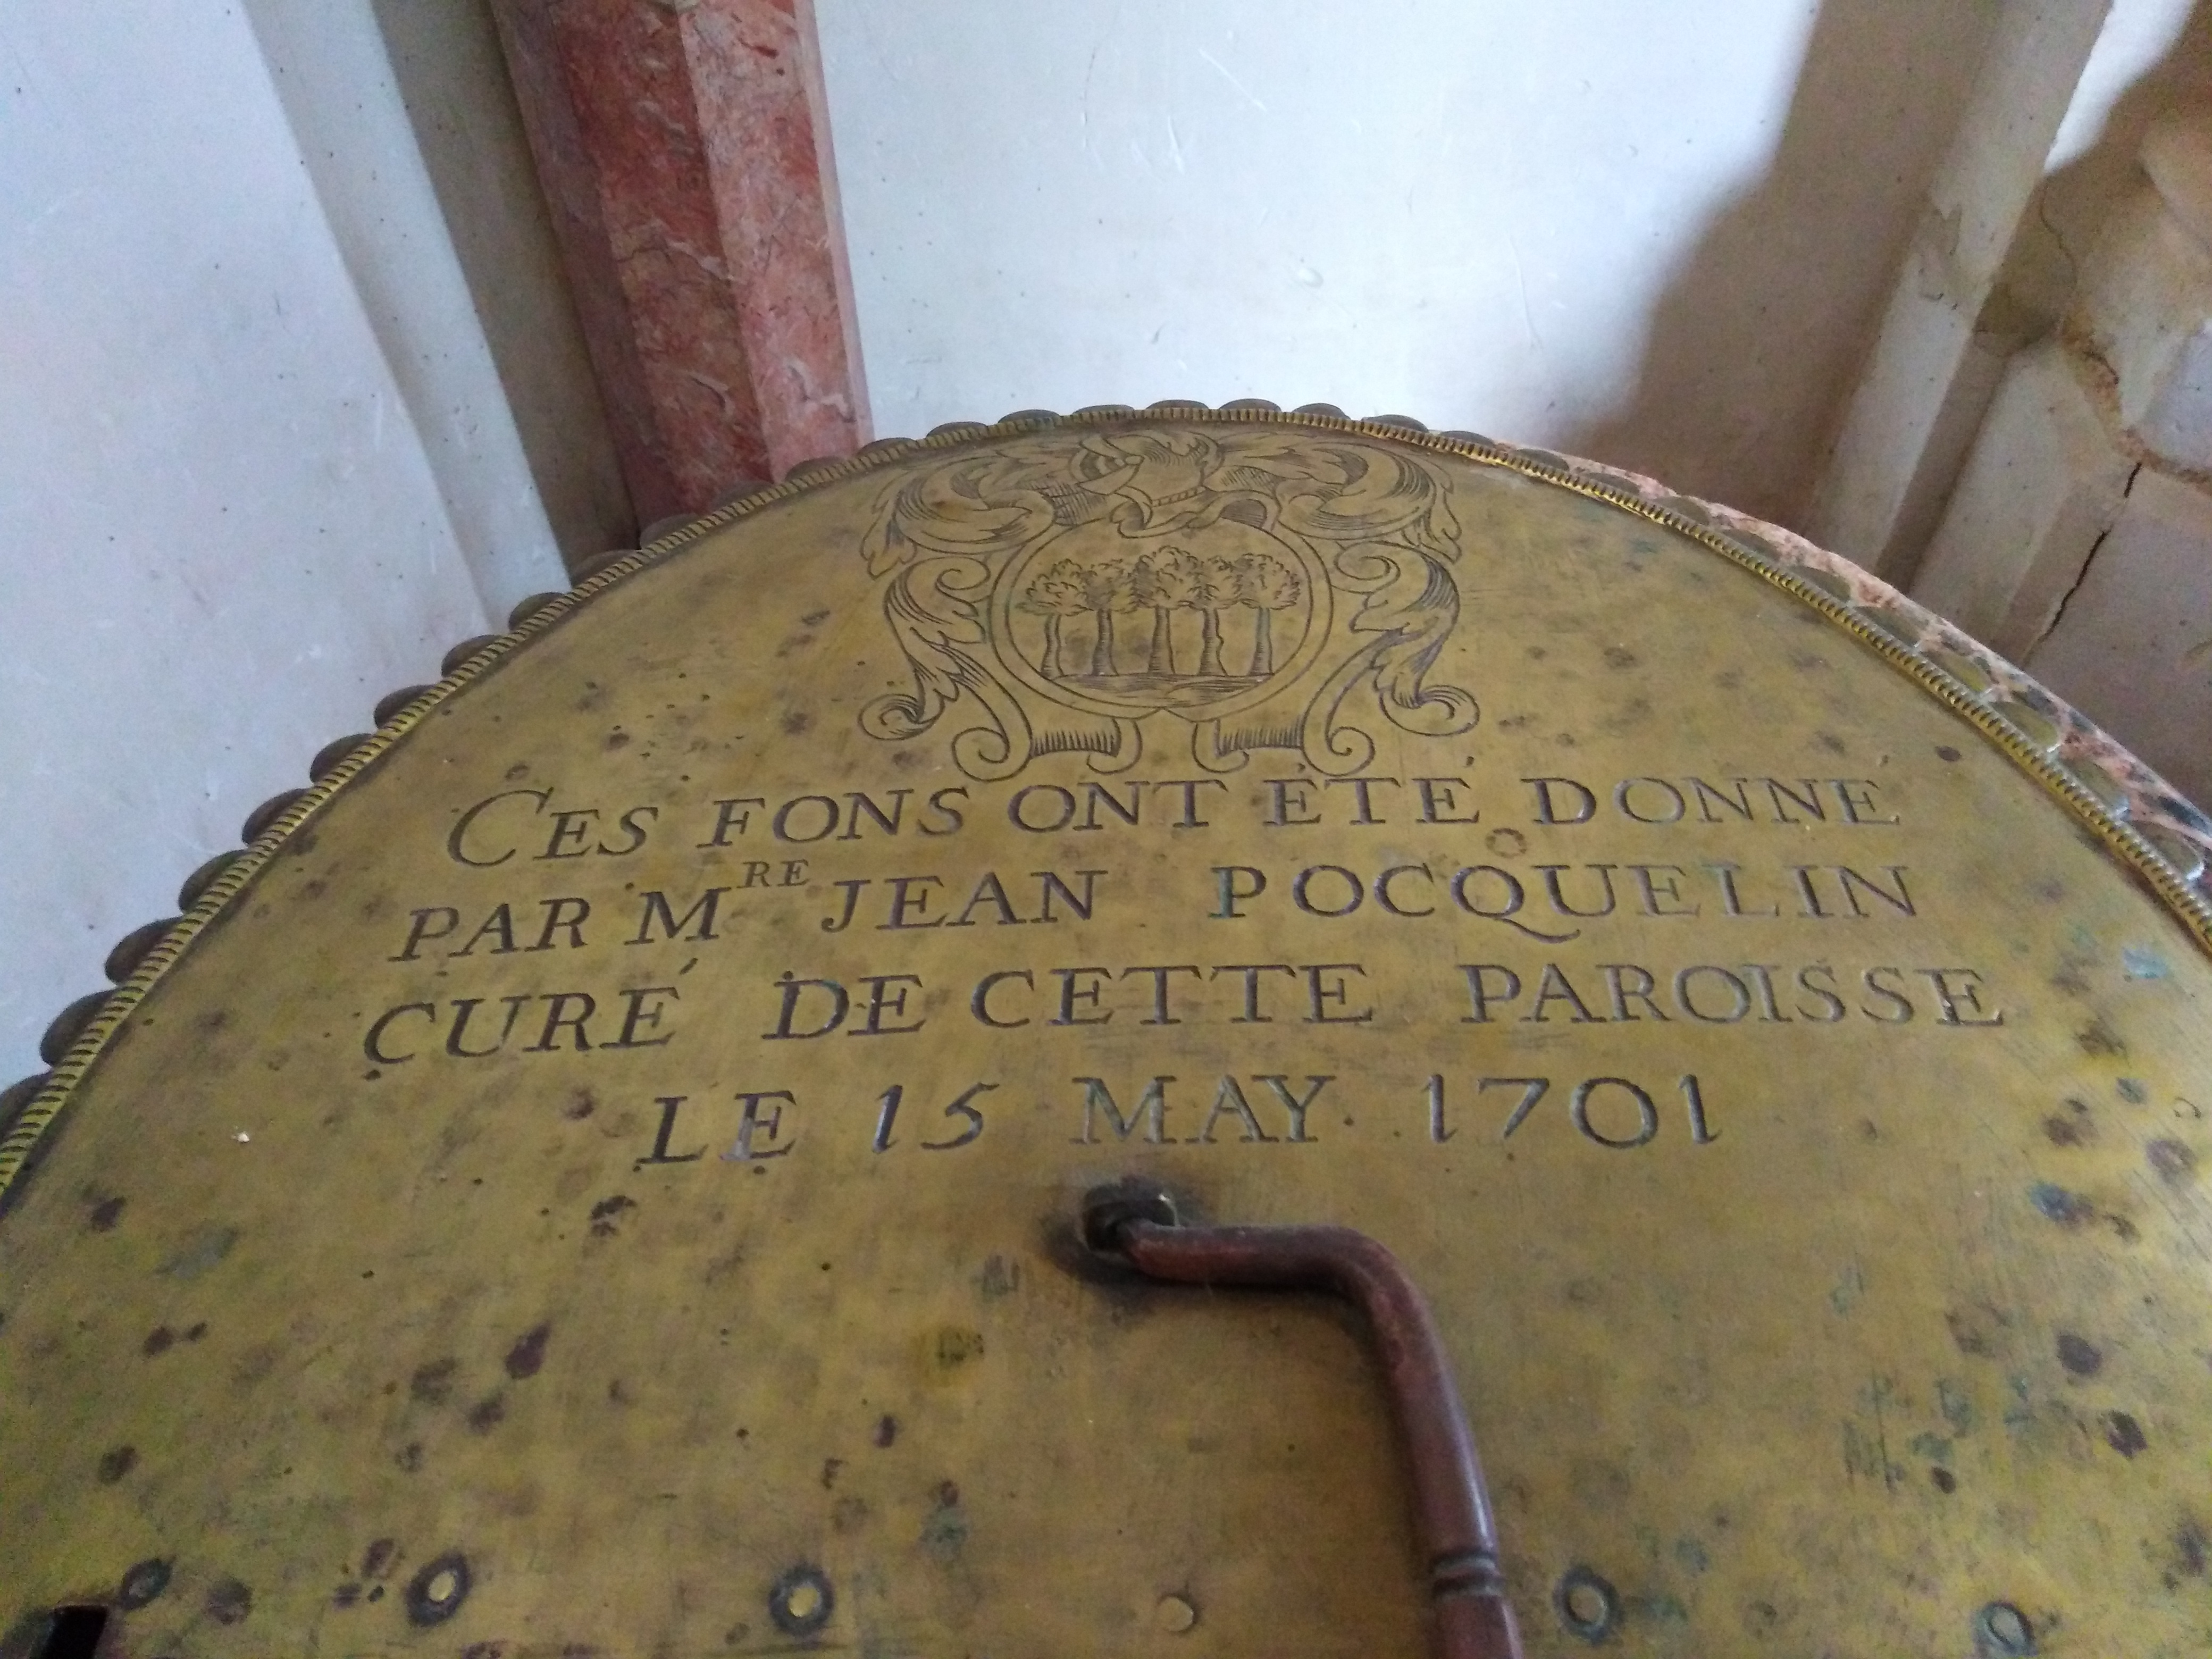 CES FONS ONT ÉTÉ DONNÉ
PAR MRE JEAN POCQUELIN
CURÉ DE CETTE PAROISSE
LE 15 MAY. 1701